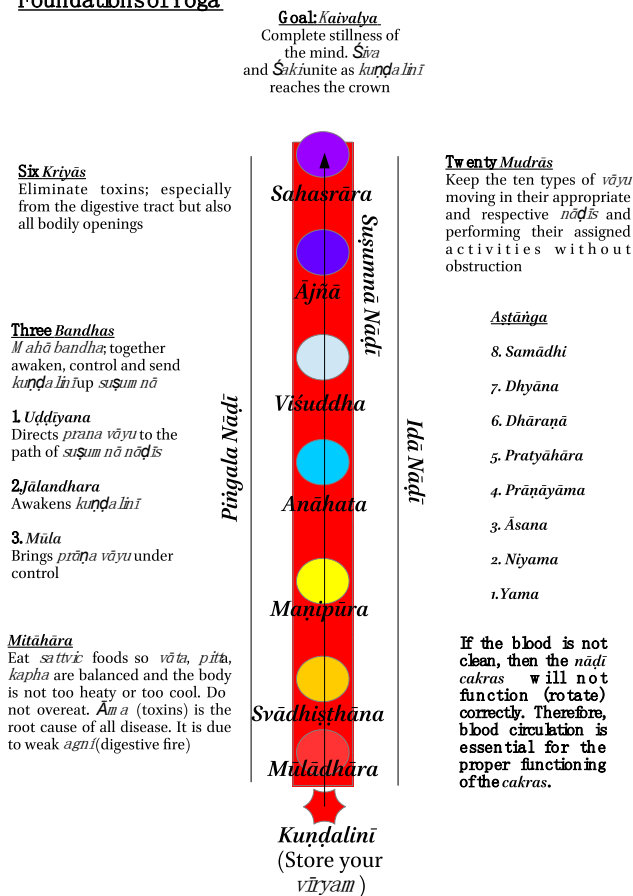 Foundations of Yoga
Goal: Kaivalya
Complete stillness of
the mind. Śiva
and Śakiunite as kuṇḍalinī
reaches the crown
Six Kriyās
Eliminate toxins; especially
from the digestive tract but also
all bodily openings
Three Bandhas
Mahā bandha; together
awaken, control and send
kuṇḍalinī up suṣumnā
1. Uḍḍīyana
Directs prana vāyu to the
path of suṣumnā nāḍīs
2.Jālandhara
Awakens kuṇḍalinī
3. Mūla
Brings prāṇa vāyu under
control
Mitāhāra
Eat sattvic foods so vāta, pitta,
kapha are balanced and the body
is not too heaty or too cool. Do
not overeat. Āma (toxins) is the
root cause of all disease. It is due
to weak agni (digestive fire)
Piṅgala Nāḍī
Sahasrāra
Ājñā
Viśuddha
Anāhata
Maṇipūra
Svādhiṣṭhāna
Mūlādhāra
Kuṇḍalinī
(Store your
vīryam)
Suṣumnā Nāḍī
Idā Nāḍī
Twenty Mudrās
Keep the ten types of vāyu
moving in their appropriate
and respective nāḍīs and
performing their assigned
activities without
obstruction
Aṣṭāṅga
8. Samādhi
7. Dhyāna
6. Dhāraṇā
5. Pratyāhāra
4. Prāṇāyāma
3. Āsana
2. Niyama
1.Yama
If the blood is not
clean, then the nāḍī
cakras will not
function (rotate)
correctly. Therefore,
blood circulation is
essential for the
proper functioning
of the cakras.